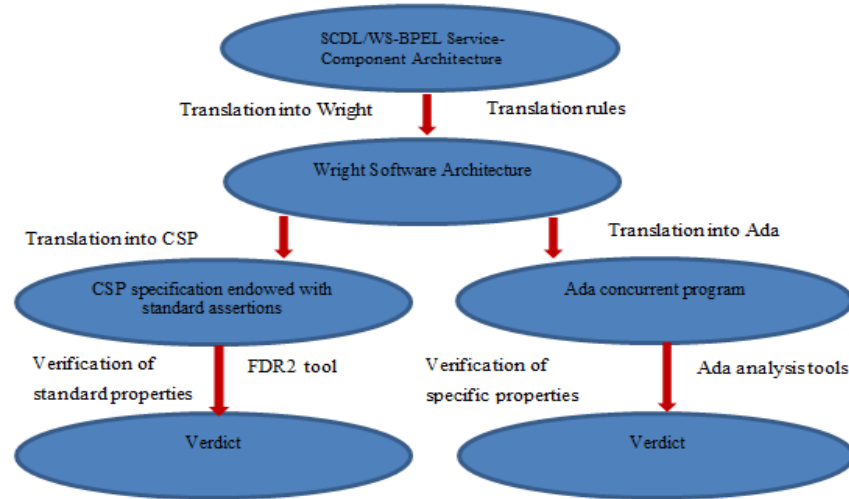 SCDL/WS-BPEL Service-
Component Architecture
Translation into Wright
Translation rules
Wright Software Architecture
Translation into CSP
Translation into Ada
CSP specification endowed with
standard assertions
Ada concurrent program
Verification of
standard properties
FDR2 tool
Verification of
specific properties
Ada analysis tools
Verdict
Verdict